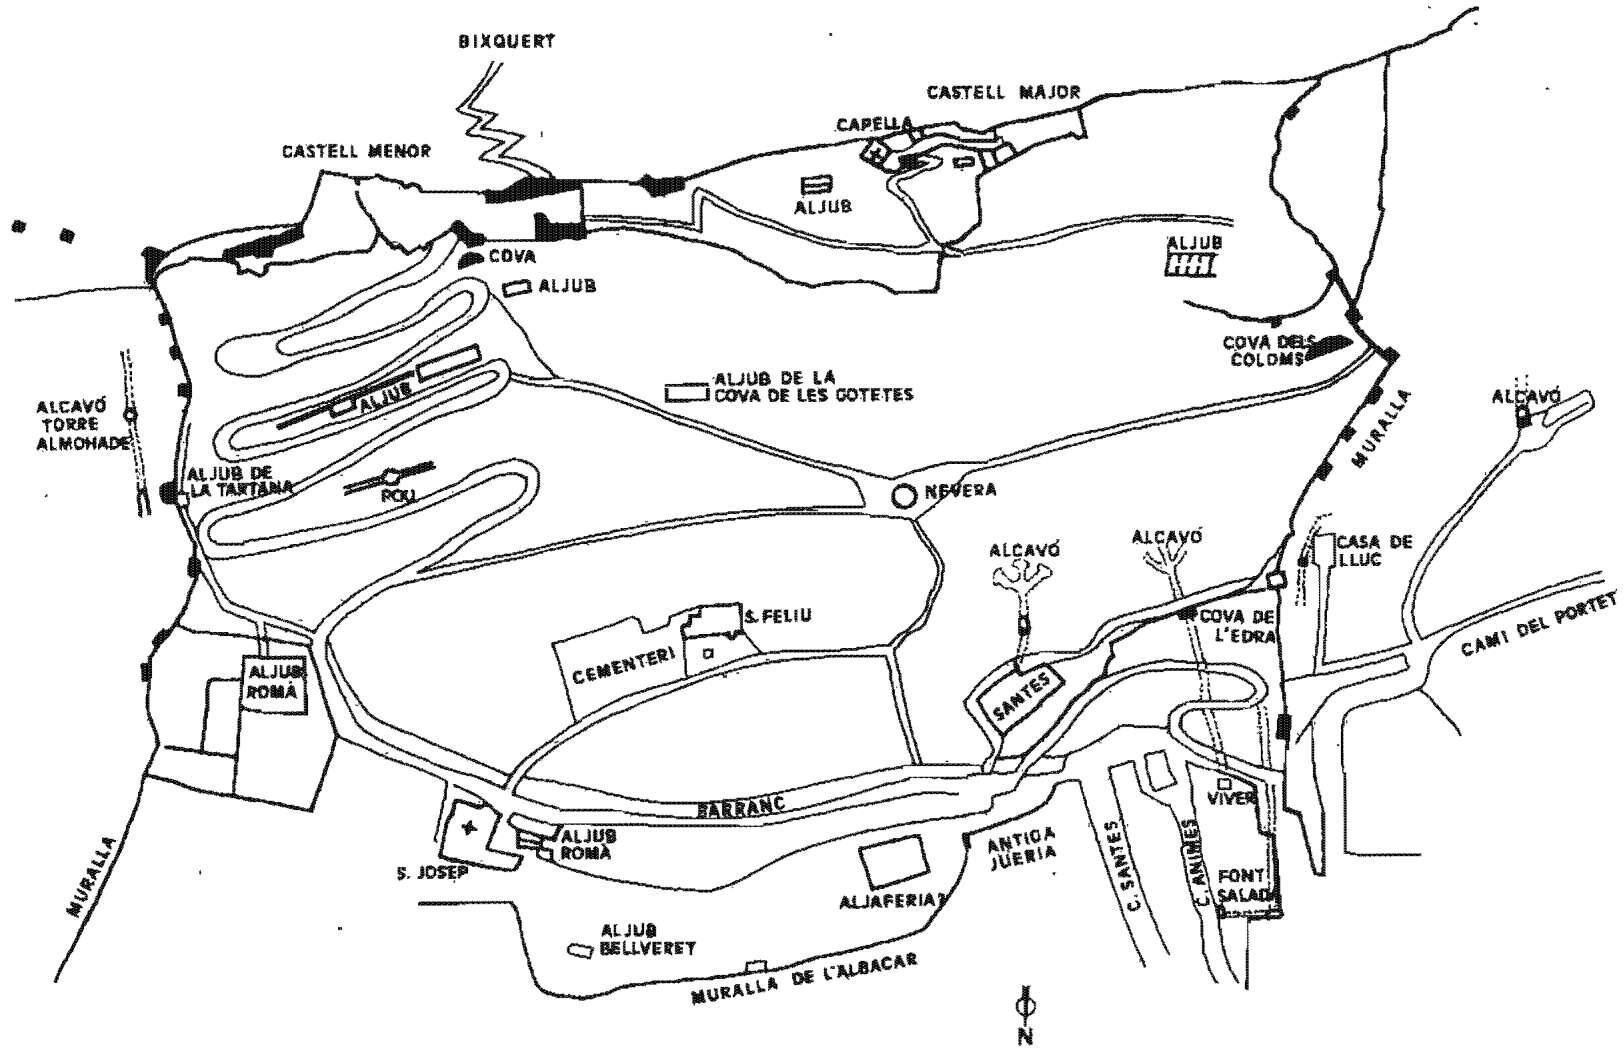 BIXQUERT
CASTELL MAJOR
CAPELLA
CASTELL MENOR
ALJUB
ALJUB
COVA
ALJUB
COVA DELS
COLOMS
ALJUB DE LA
COVA DE LES GOTETES
ALJUB
ALCAVÓ
TORRE
ALMOHADE
MURALLA
ALCAVÓ
ALJUB DE
LA TARTANA
POU
NEVERA
ALCAVÓ
ALCAVÓ
CASA DE
LLUC
S. FELIU
CEMENTERI
COVA DE
L'EDRA
CAMI DEL PORTET
ALJUB
ROMÀ
SANTES
BARRANC
VIVER
ALJUB
ROMÀ
S. JOSEP
ANTIGA
JUERIA
C. SANTES
C. ANIMES
FONT
SALADA
MURALLA
ALJAFERIA?
ALJUB
BELLVERET
MURALLA DE L'ALBACAR
N